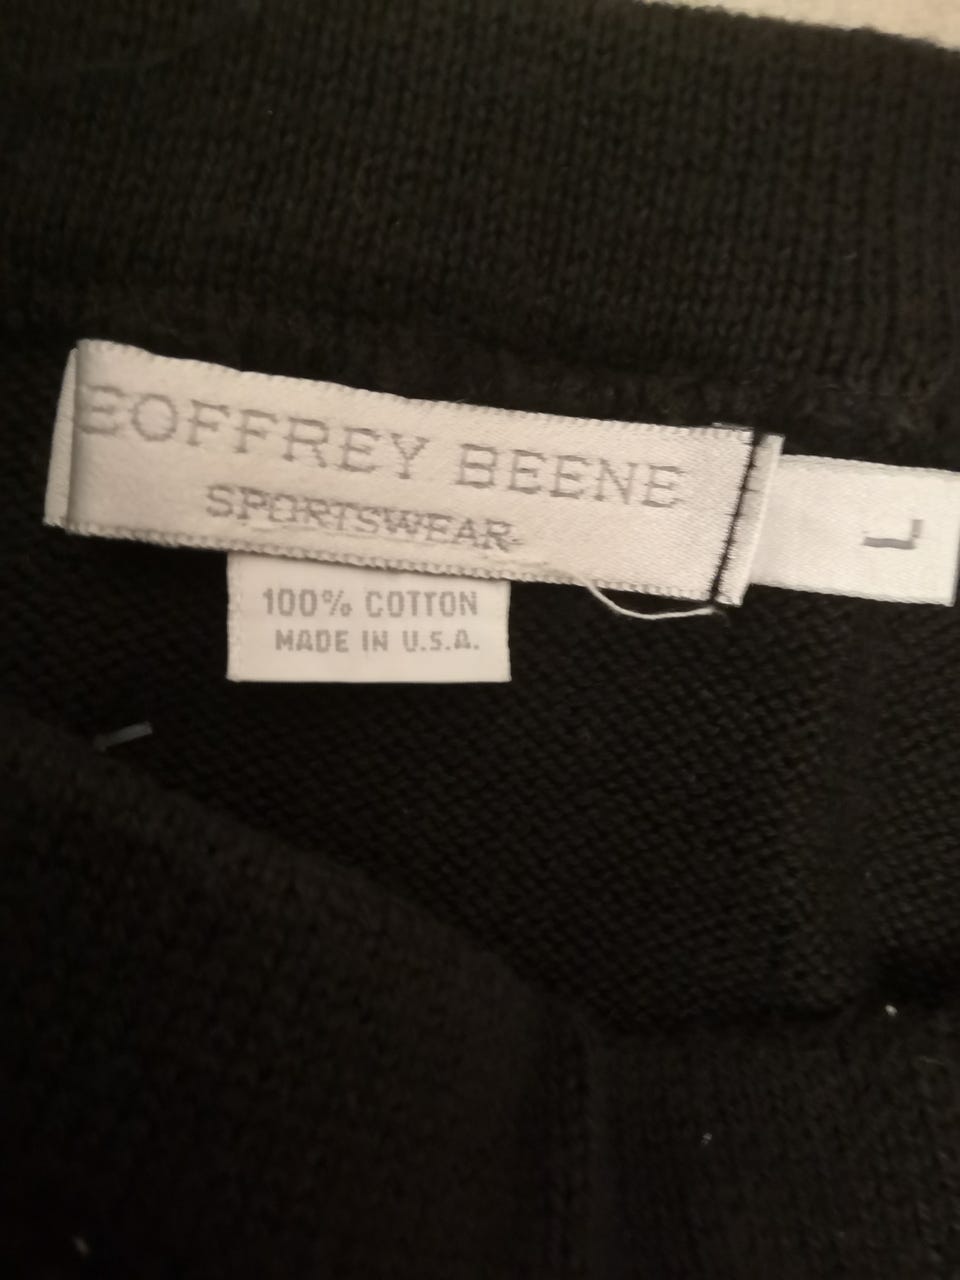 EOFFREY BEENE
SPORTSWEAR
L
100% COTTON
MADE IN U.S.A.